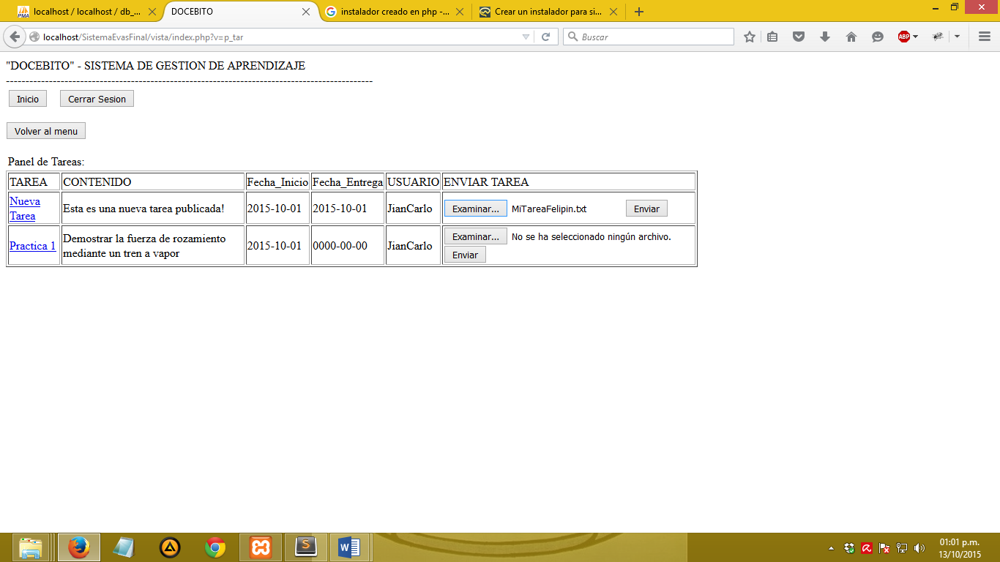 localhost / localhost / db_...
DOCEBITO
instalador creado en php -...
Crear un instalador para si...
localhost/SistemaEvasFinal/vista/index.php?v=p_tar
Buscar
ABP
"DOCEBITO" - SISTEMA DE GESTION DE APRENDIZAJE
----------------------------------------------------------------------------------------------------
Inicio Cerrar Sesion
Volver al menu
Panel de Tareas:
TAREA CONTENIDO Fecha_Inicio Fecha_Entrega USUARIO ENVIAR TAREA
Nueva
Tarea
Esta es una nueva tarea publicada!
2015-10-01
2015-10-01
JianCarlo
Examinar... MiTareaFelipin.txt Enviar
Practica 1
Demostrar la fuerza de rozamiento
mediante un tren a vapor
2015-10-01
0000-00-00
JianCarlo
Examinar... No se ha seleccionado ningún archivo.
Enviar
01:01 p.m.
13/10/2015